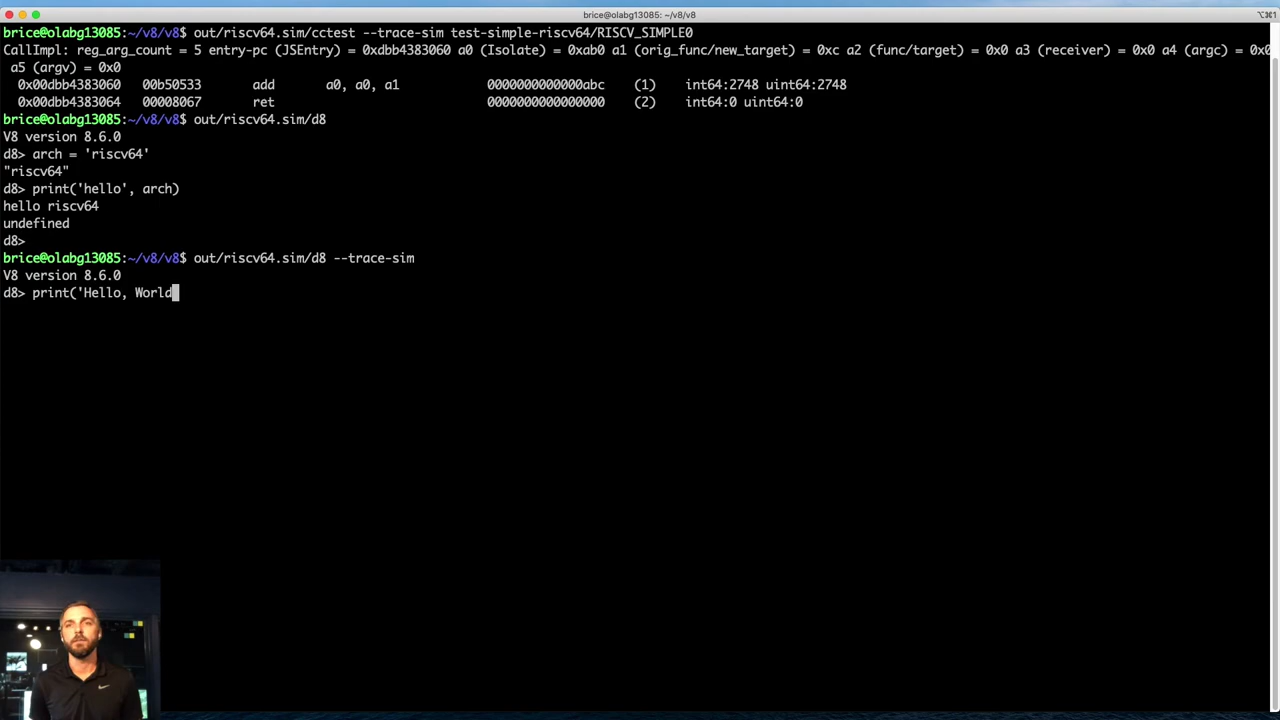 brice@olabg13085: ~/v8/v8
⌥⌘1
brice@olabg13085:~/v8/v8$ out/riscv64.sim/cctest --trace-sim test-simple-riscv64/RISCV_SIMPLE0
CallImpl: reg_arg_count = 5 entry-pc (JSEntry) = 0xdbb4383060 a0 (Isolate) = 0xab0 a1 (orig_func/new_target) = 0xc a2 (func/target) = 0x0 a3 (receiver) = 0x0 a4 (argc) = 0x0
a5 (argv) = 0x0
0x00dbb4383060 00b50533 add a0, a0, a1 0000000000000abc (1) int64:2748 uint64:2748
0x00dbb4383064 00008067 ret 0000000000000000 (2) int64:0 uint64:0
brice@olabg13085:~/v8/v8$ out/riscv64.sim/d8
V8 version 8.6.0
d8> arch = 'riscv64'
"riscv64"
d8> print('hello', arch)
hello riscv64
undefined
d8>
brice@olabg13085:~/v8/v8$ out/riscv64.sim/d8 --trace-sim
V8 version 8.6.0
d8> print('Hello, World